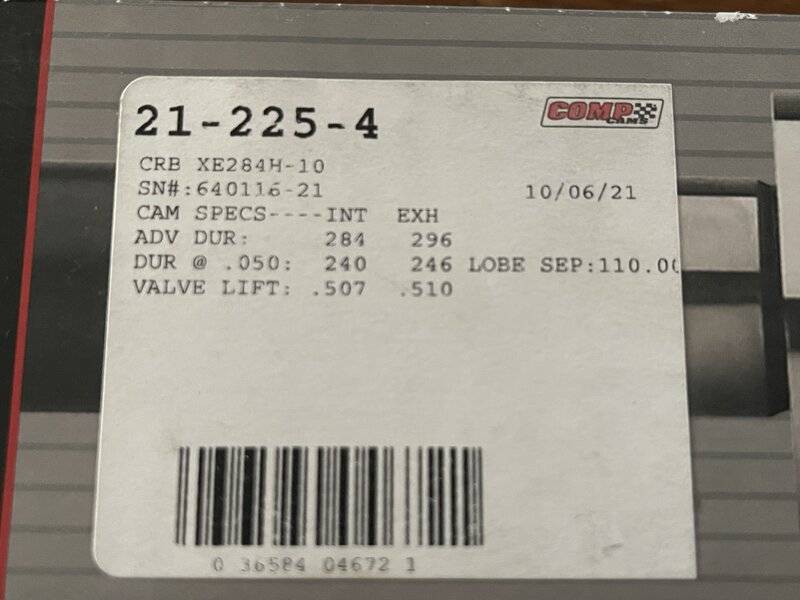 21-225-4
COMP
CAMS
CRB XE284H-10
SN#:640116-21 10/06/21
CAM SPECS----INT EXH
ADV DUR: 284 296
DUR @ .050: 240 246 LOBE SEP:110.00
VALVE LIFT: .507 .510
0 36584 04672 1